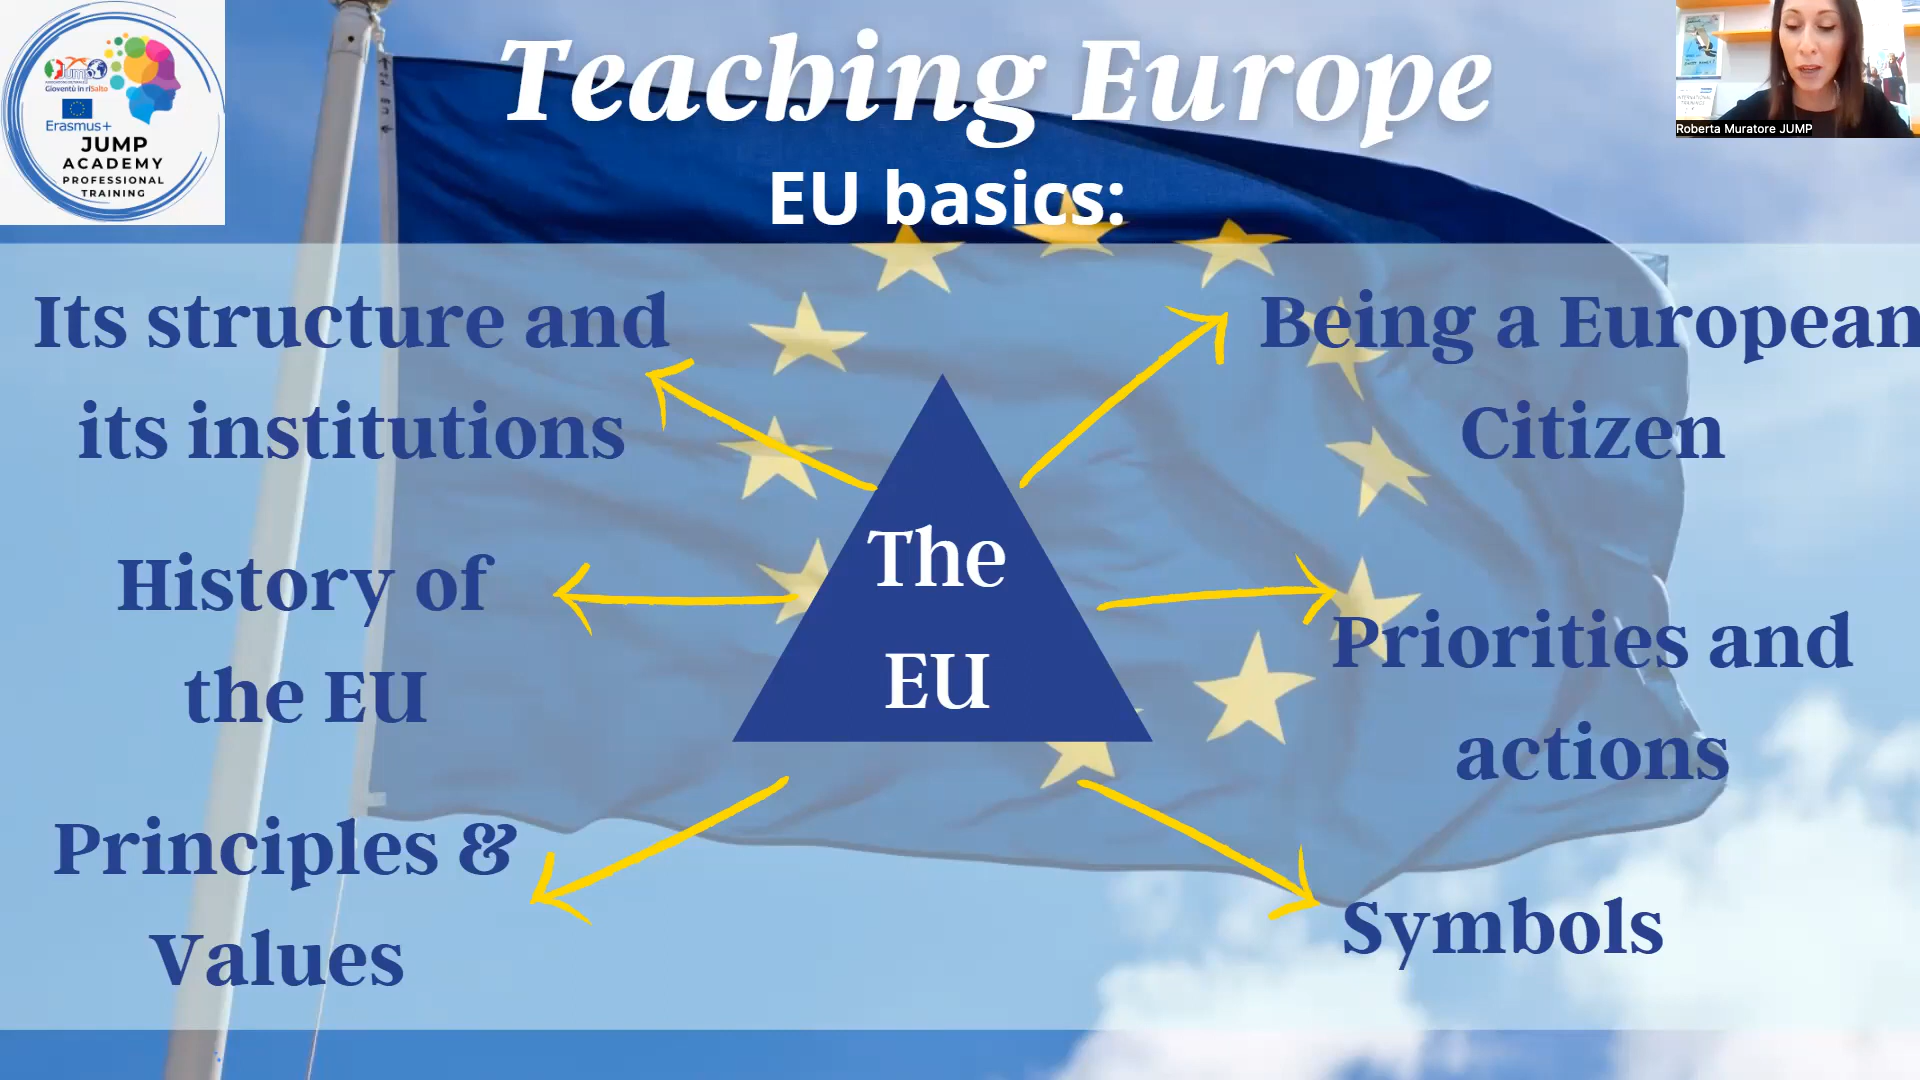 Jump
Gioventù in riSalto
Erasmus+
JUMP
ACADEMY
PROFESSIONAL
TRAINING
Teaching Europe
EU basics:
Roberta Muratore JUMP
Its structure and
its institutions
History of
the EU
Principles &
Values
The
EU
Being a European
Citizen
Priorities and
actions
Symbols